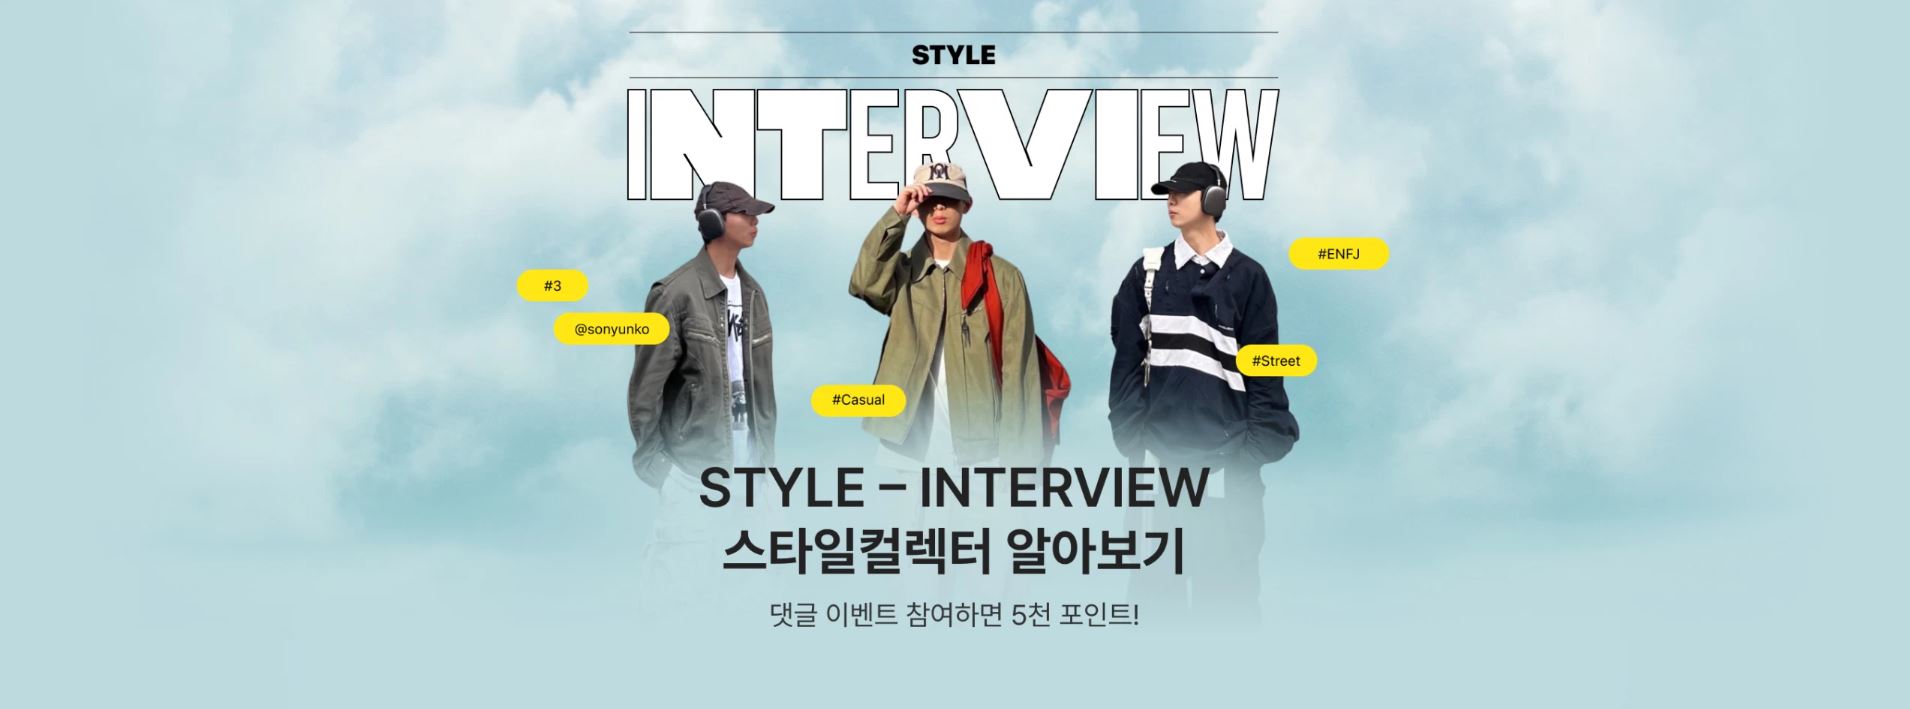 STYLE
INTERVIEW
#ENFJ
#3
@sonyunko
#Street
#Casual
STYLE – INTERVIEW
스타일컬렉터 알아보기
댓글 이벤트 참여하면 5천 포인트!